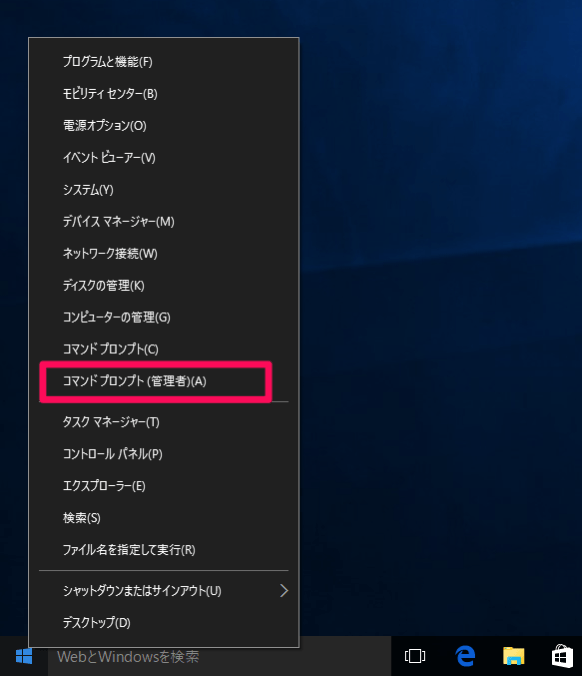 プログラムと機能(F)
モビリティ センター(B)
電源オプション(O)
イベント ビューアー(V)
システム(Y)
デバイス マネージャー(M)
ネットワーク接続(W)
ディスクの管理(K)
コンピューターの管理(G)
コマンド プロンプト(C)
コマンド プロンプト (管理者)(A)
タスク マネージャー(T)
コントロール パネル(P)
エクスプローラー(E)
検索(S)
ファイル名を指定して実行(R)
シャットダウンまたはサインアウト(U)
デスクトップ(D)
WebとWindowsを検索